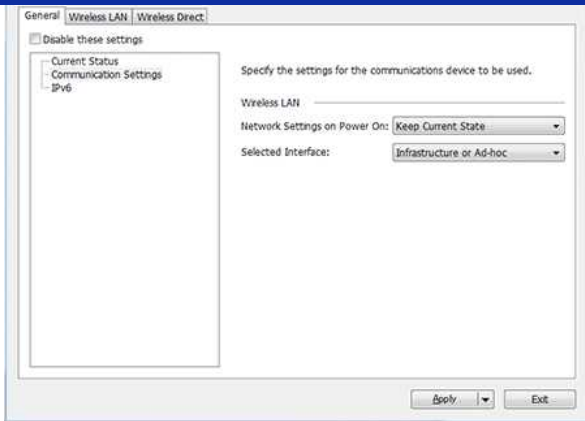 General Wireless LAN Wireless Direct
Disable these settings
Current Status
Communication Settings
IPv6
Specify the settings for the communications device to be used.
Wireless LAN
Network Settings on Power On: Keep Current State
Selected Interface: Infrastructure or Ad-hoc
Apply Exit